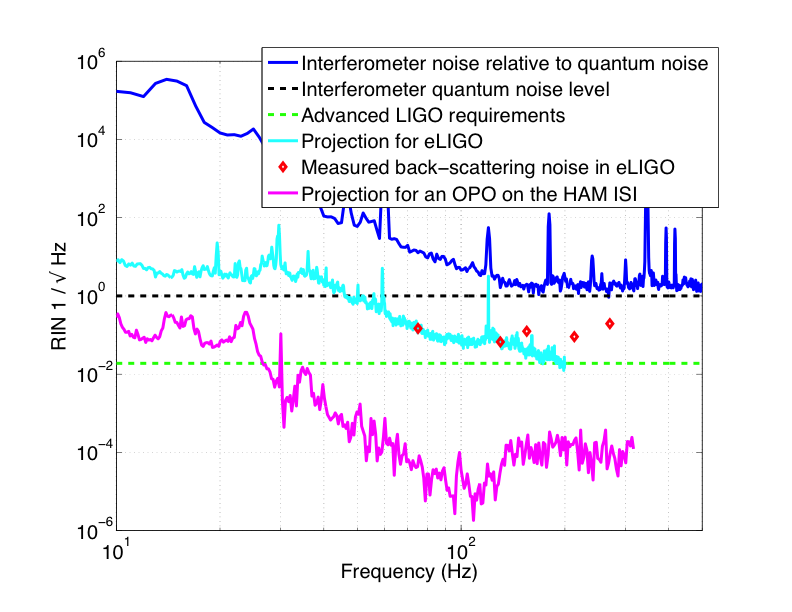 Interferometer noise relative to quantum noise
Interferometer quantum noise level
Advanced LIGO requirements
Projection for eLIGO
Measured back−scattering noise in eLIGO
Projection for an OPO on the HAM ISI
10^6
10^4
10^2
10^0
10^−2
10^−4
10^−6
RIN 1 / √ Hz
10^1
10^2
Frequency (Hz)